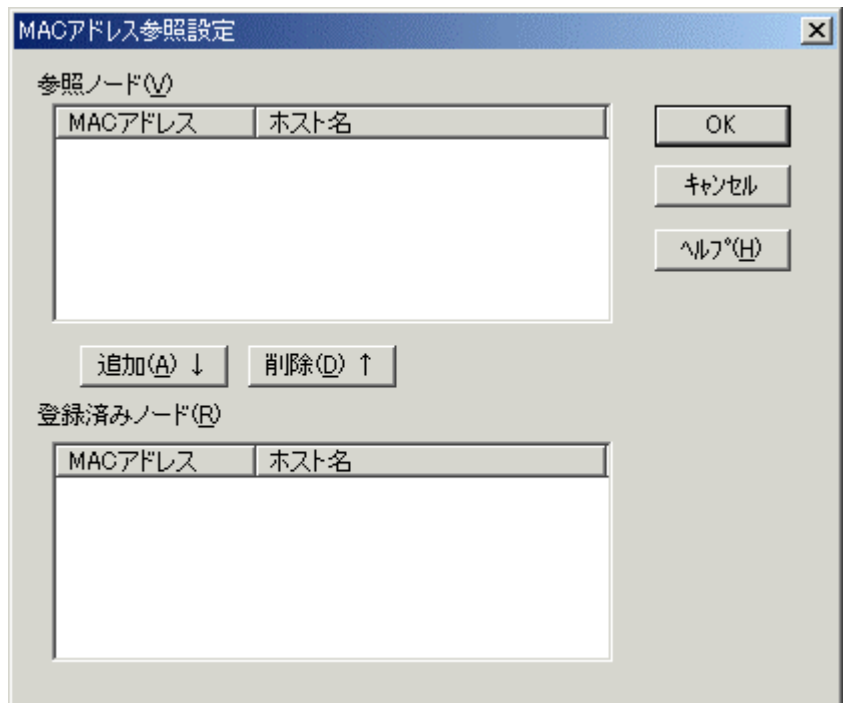 MACアドレス参照設定
参照ノード(V)
MACアドレス ホスト名
OK
キャンセル
ヘルプ(H)
追加(A) ↓ 削除(D) ↑
登録済みノード(R)
MACアドレス ホスト名